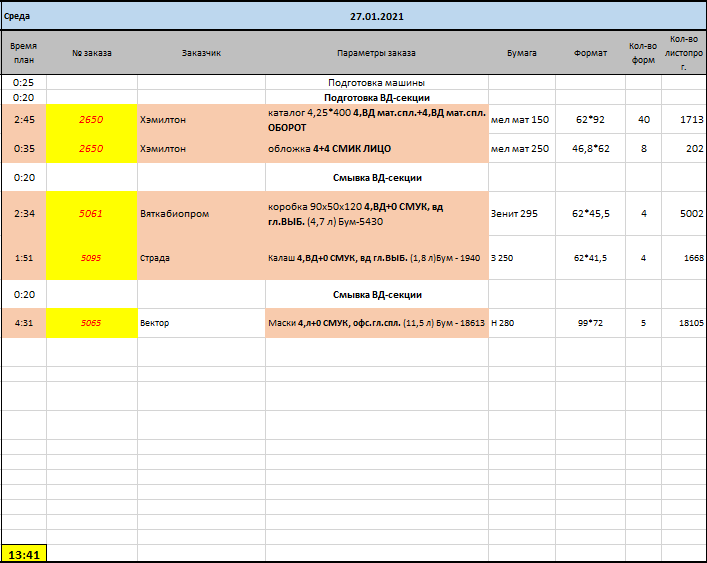 Среда 27.01.2021
Время план № заказа Заказчик Параметры заказа Бумага Формат Кол-во форм Кол-во листопрог.
0:25 Подготовка машины
0:20 Подготовка ВД-секции
2:45 2650 Хэмилтон каталог 4,25*400 4,ВД мат.спл.+4,ВД мат.спл. ОБОРОТ мел мат 150 62*92 40 1713
0:35 2650 Хэмилтон обложка 4+4 СМИК ЛИЦО мел мат 250 46,8*62 8 202
0:20 Смывка ВД-секции
2:34 5061 Вяткабиопром коробка 90х50х120 4,ВД+0 СМУК, вд гл.ВЫБ. (4,7 л) Бум-5430 Зенит 295 62*45,5 4 5002
1:51 5095 Страда Калаш 4,ВД+0 СМУК, вд гл.ВЫБ. (1,8 л)Бум - 1940 З 250 62*41,5 4 1668
0:20 Смывка ВД-секции
4:31 5065 Вектор Маски 4,л+0 СМУК, офс.гл.спл. (11,5 л) Бум - 18613 Н 280 99*72 5 18105
13:41